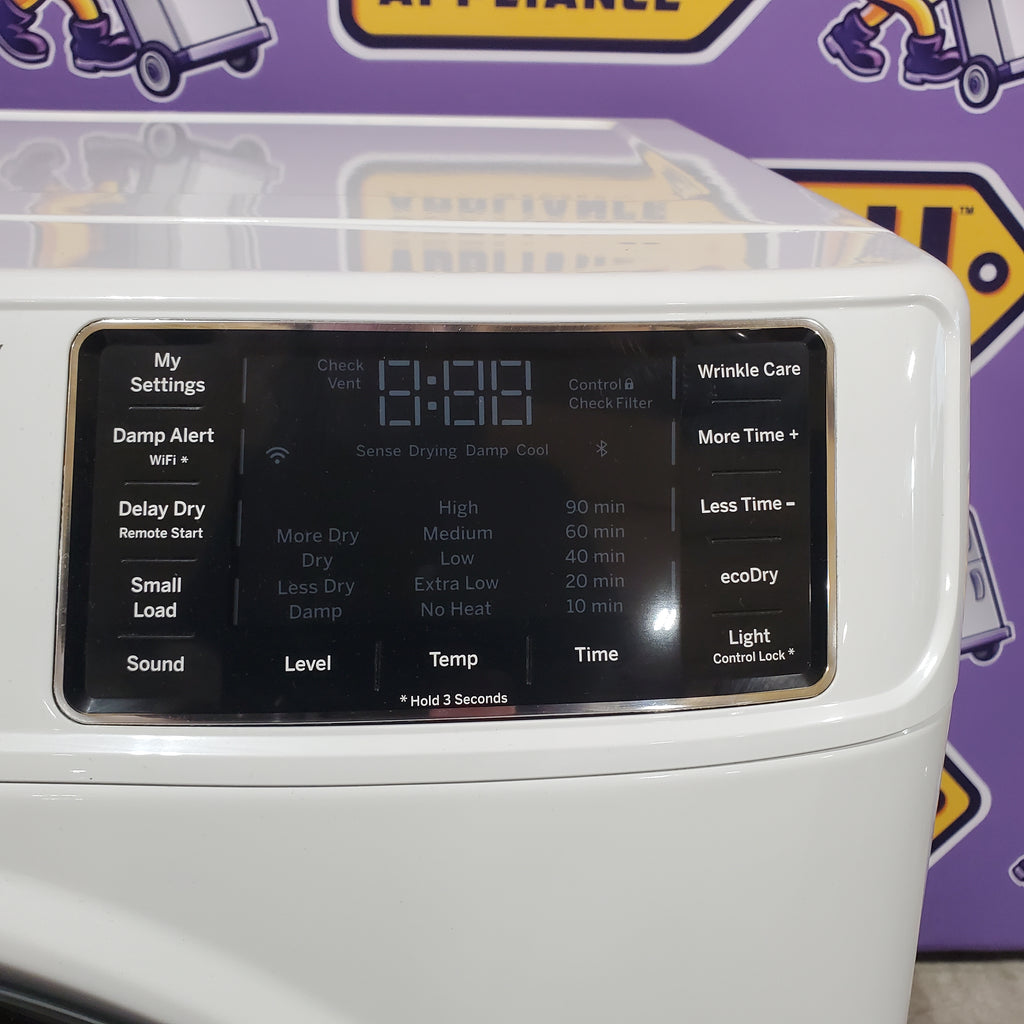 APPLIANCE
™
My
Settings
Damp Alert
WiFi *
Delay Dry
Remote Start
Small
Load
Sound
Check
Vent
8:88
Control
Check Filter
Sense Drying Damp Cool
More Dry
Dry
Less Dry
Damp
Level
High
Medium
Low
Extra Low
No Heat
Temp
90 min
60 min
40 min
20 min
10 min
Time
* Hold 3 Seconds
Wrinkle Care
More Time +
Less Time -
ecoDry
Light
Control Lock *